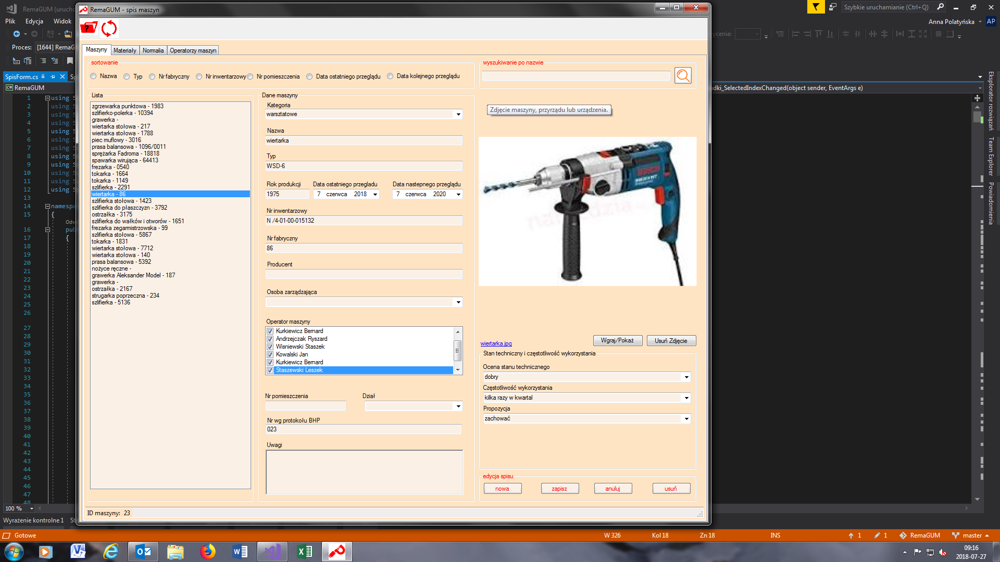 RemaGUM (urucho
RemaGUM - spis maszyn
Szybkie uruchamianie (Ctrl+Q)
Plik Edycja Widok
Anna Polatyńska AP
Proces: [1644] RemaG
ycenia:
Maszyny Materiały Normalia Operatorzy maszyn
sortowanie
wyszukiwanie po nazwie
Nazwa Typ Nr fabryczny Nr inwentarzowy Nr pomieszczenia Data ostatniego przeglądu Data kolejnego przeglądu
SpisForm.cs
RemaGUM
dki_SelectedIndexChanged(object sender, EventArgs e)
Eksplorator rozwiązań
Team Explorer
Powiadomienia
Lista
zgrzewarka punktowa - 1983
szlifierko-polerka - 10394
grawerka -
wiertarka stołowa - 217
wiertarka stołowa - 1788
piec muflowy - 3016
prasa balansowa - 1096/0011
sprężarka Fadroma - 18818
spawarka wirująca - 64413
frezarka - 0540
tokarka - 1664
tokarka - 1149
szlifierka - 2291
wiertarka - 86
szlifierka stołowa - 1423
szlifierka do płaszczyzn - 3792
ostrzałka - 3175
szlifierka do wałków i otworów - 1651
frezarka zegarmistrzowska - 99
szlifierka stołowa - 5867
tokarka - 1831
wiertarka stołowa - 7712
wiertarka stołowa - 140
prasa balansowa - 5392
nożyce ręczne -
grawerka Aleksander Model - 187
grawerka -
ostrzałka - 2167
strugarka poprzeczna - 234
szlifierka - 5136
Dane maszyny
Kategoria
warsztatowe
Nazwa
wiertarka
Typ
WSD-6
Rok produkcji Data ostatniego przegladu Data nastepnego przeglądu
1975 7 czerwca 2018 7 czerwca 2020
Nr inwentarzowy
N /4-01-00-015132
Nr fabryczny
86
Producent
Osoba zarządzająca
Operator maszyny
Kurkiewicz Bernard
Andrzejczak Ryszard
Wisniewski Staszek
Kowalski Jan
Kurkiewicz Bernard
Staszewski Leszek
Nr pomieszczenia Dział
Nr wg protokołu BHP
023
Uwagi
Zdjęcie maszyny, przyrządu lub urządzenia.
BOSCH
wiertarka.jpg
Wgraj/Pokaż Usuń Zdjęcie
Stan techniczny i częstotliwość wykorzystania
Ocena stanu technicznego
dobry
Częstotliwość wykorzystania
kilka razy w kwartal
Propozycja
zachować
edycja spisu
nowa zapisz anuluj usuń
ID maszyny: 23
1 using S
2 using S
3 using S
4 using S
5 using S
6 using S
7 using S
8 using S
9 using S
10 using S
11 using S
12 using S
13
14 namespa
15 {
16 pub
17 {
18
19
20
21
22
23
24
25
26
27
28
29
30
31
32
33
34
35
36
37
38
39
40
41
42
43
44
45
46
47
48
100 %
Wyrażenie kontrolne 1
Gotowe
W 326 Kol 18 Zn 18 INS 1 1 RemaGUM master
09:16
2018-07-27